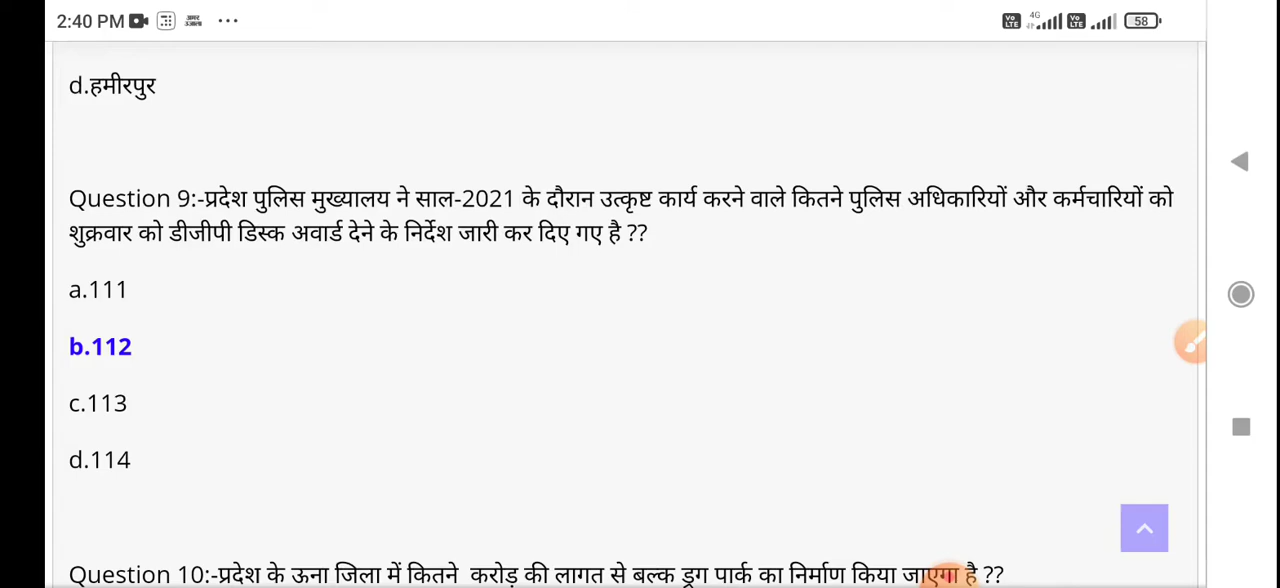 2:40 PM
4G
58
d.हमीरपुर
Question 9:-प्रदेश पुलिस मुख्यालय ने साल-2021 के दौरान उत्कृष्ट कार्य करने वाले कितने पुलिस अधिकारियों और कर्मचारियों को
शुक्रवार को डीजीपी डिस्क अवार्ड देने के निर्देश जारी कर दिए गए है ??
a.111
b.112
c.113
d.114
Question 10:-प्रदेश के ऊना जिला में कितने करोड़ की लागत से बल्क ड्रग पार्क का निर्माण किया जाएगा है ??